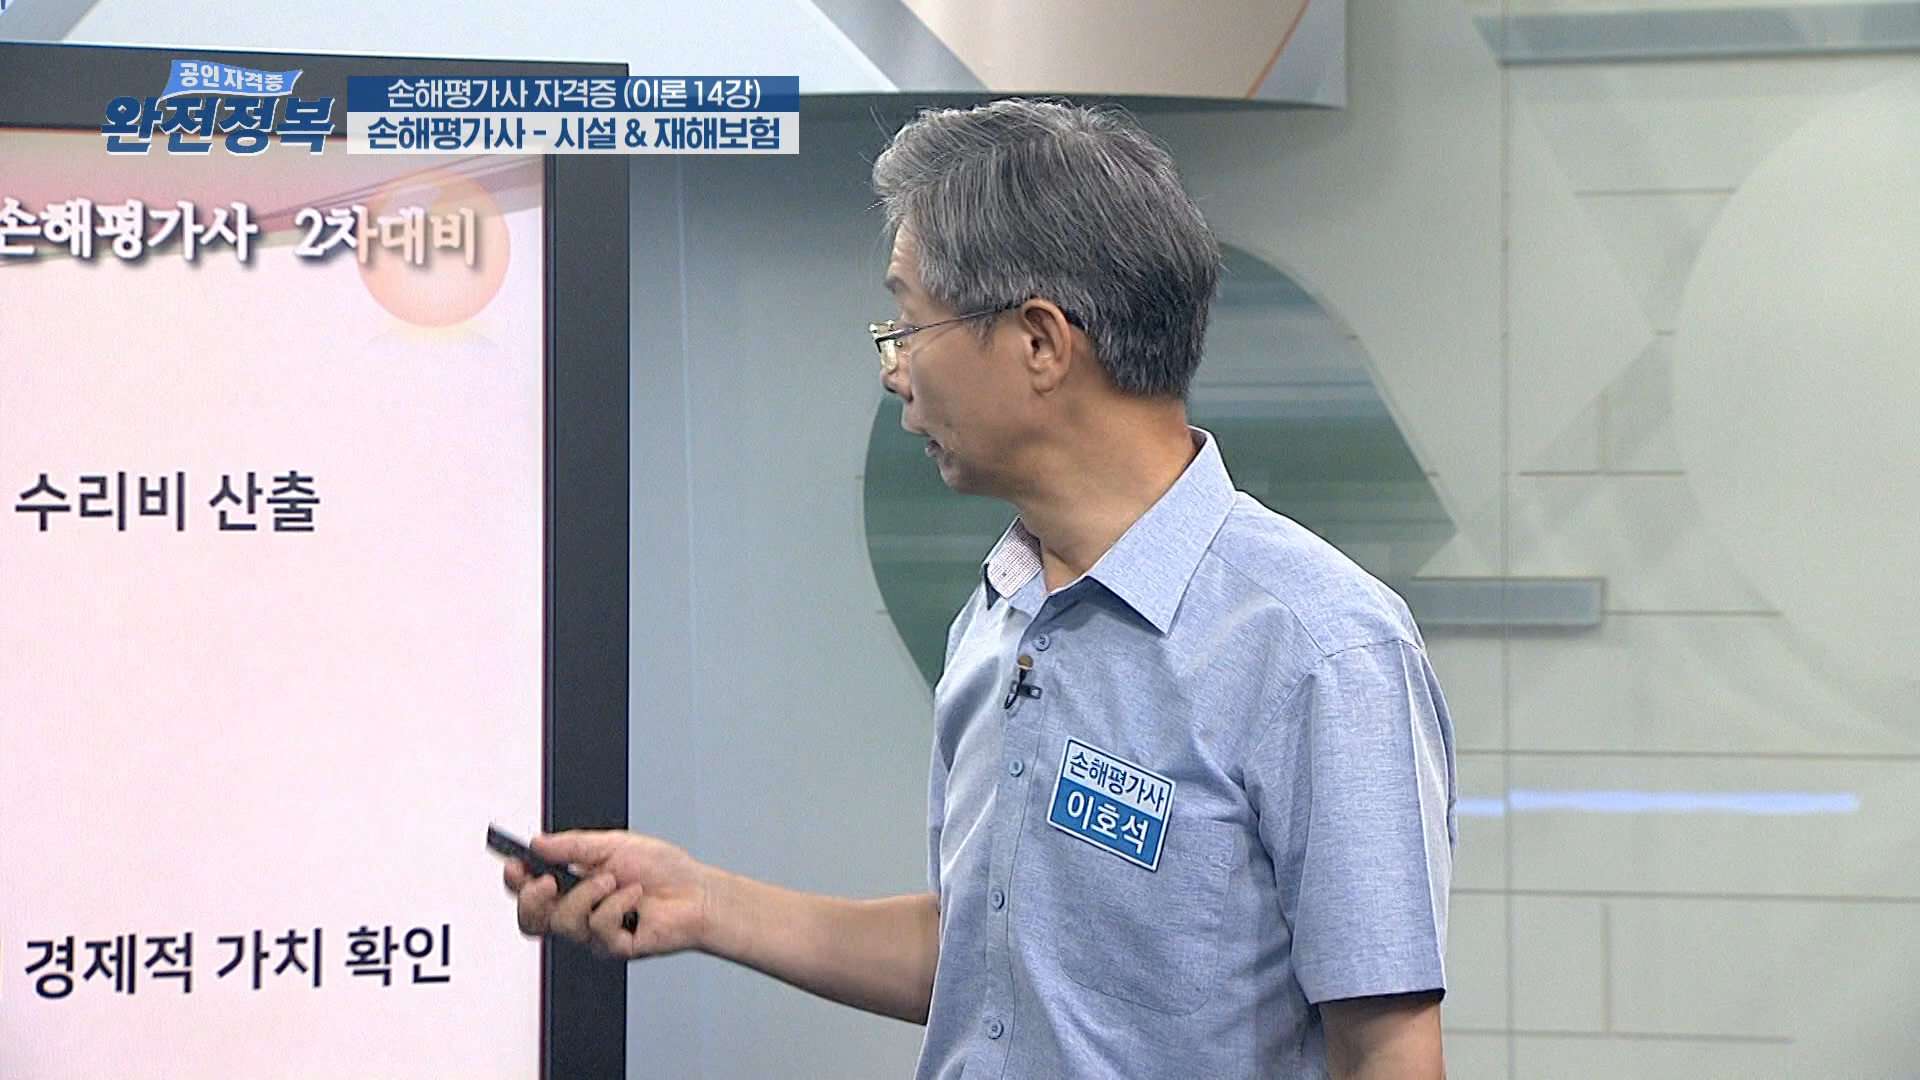 공인 자격증
완전정복
손해평가사 자격증 (이론 14강)
손해평가사 - 시설 & 재해보험
손해평가사 2차대비
수리비 산출
경제적 가치 확인
손해평가사
이호석